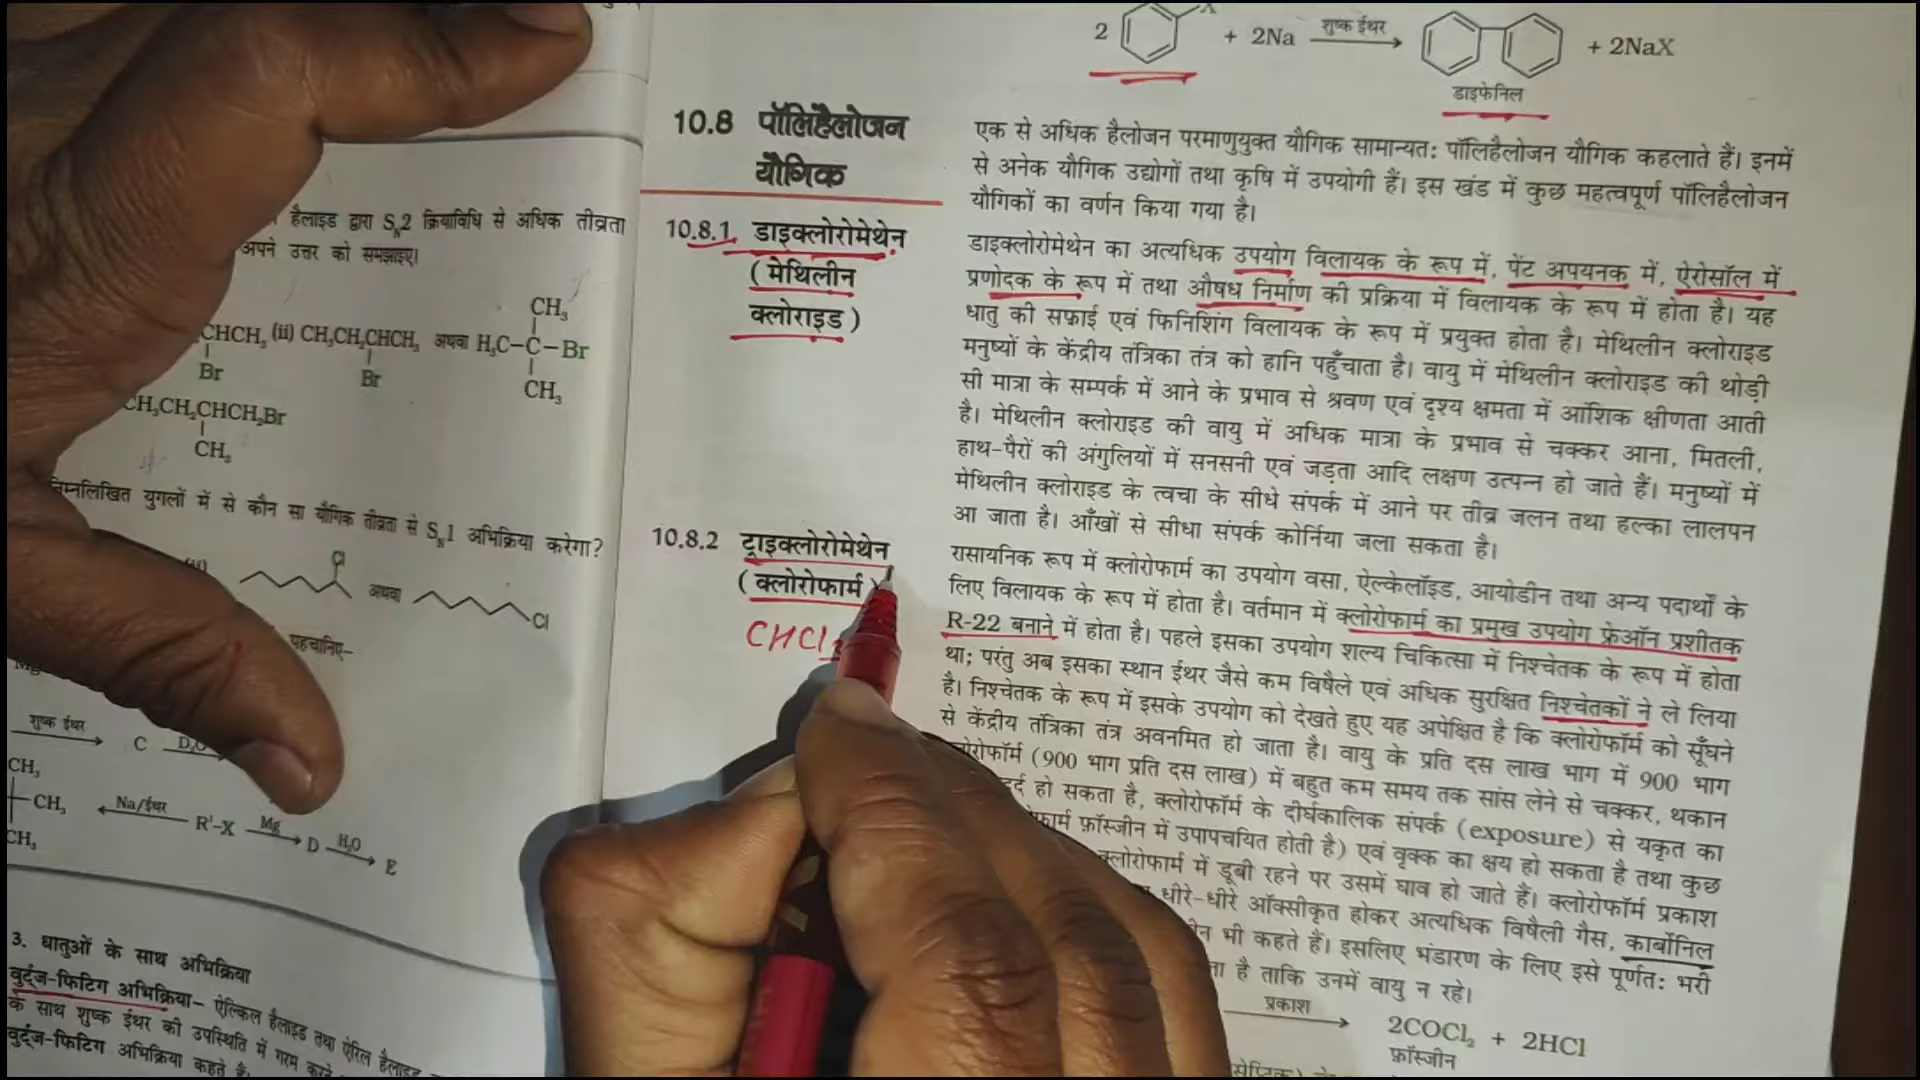 हैलाइड द्वारा SN2 क्रियाविधि से अधिक तीव्रता
अपने उत्तर को समझाइए।
CHCH3 (ii) CH3CH2CHCH3 अथवा H3C-C-Br
CH3
Br
Br
CH3
CH3CH2CHCH2Br
CH3
निम्नलिखित युगलों में से कौन सा यौगिक तीव्रता से SN1 अभिक्रिया करेगा?
Cl
अथवा
Cl
पहचानिए-
शुष्क ईथर
C
CH3
CH3
CH3
Na/ईथर R'-X Mg D H2O E
3. धातुओं के साथ अभिक्रिया
वुर्ट्ज-फिटिग अभिक्रिया- ऐल्किल हैलाइड तथा ऐरिल हैलाइड
के साथ शुष्क ईथर की उपस्थिति में गरम करने
वुर्ट्ज-फिटिग अभिक्रिया कहते हैं
2 X + 2Na शुष्क ईथर + 2NaX
डाइफेनिल
10.8 पॉलिहैलोजन
यौगिक
एक से अधिक हैलोजन परमाणुयुक्त यौगिक सामान्यत: पॉलिहैलोजन यौगिक कहलाते हैं। इनमें
से अनेक यौगिक उद्योगों तथा कृषि में उपयोगी हैं। इस खंड में कुछ महत्वपूर्ण पॉलिहैलोजन
यौगिकों का वर्णन किया गया है।
10.8.1 डाइक्लोरोमेथेन
(मेथिलीन
क्लोराइड)
डाइक्लोरोमेथेन का अत्यधिक उपयोग विलायक के रूप में, पेंट अपयनक में, ऐरोसॉल में
प्रणोदक के रूप में तथा औषध निर्माण की प्रक्रिया में विलायक के रूप में होता है। यह
धातु की सफ़ाई एवं फिनिशिंग विलायक के रूप में प्रयुक्त होता है। मेथिलीन क्लोराइड
मनुष्यों के केंद्रीय तंत्रिका तंत्र को हानि पहुँचाता है। वायु में मेथिलीन क्लोराइड की थोड़ी
सी मात्रा के सम्पर्क में आने के प्रभाव से श्रवण एवं दृश्य क्षमता में आंशिक क्षीणता आती
है। मेथिलीन क्लोराइड की वायु में अधिक मात्रा के प्रभाव से चक्कर आना, मितली,
हाथ-पैरों की अंगुलियों में सनसनी एवं जड़ता आदि लक्षण उत्पन्न हो जाते हैं। मनुष्यों में
मेथिलीन क्लोराइड के त्वचा के सीधे संपर्क में आने पर तीव्र जलन तथा हल्का लालपन
आ जाता है। आँखों से सीधा संपर्क कोर्निया जला सकता है।
10.8.2 ट्राइक्लोरोमेथेन
(क्लोरोफार्म)
CHCl
रासायनिक रूप में क्लोरोफार्म का उपयोग वसा, ऐल्केलॉइड, आयोडीन तथा अन्य पदार्थों के
लिए विलायक के रूप में होता है। वर्तमान में क्लोरोफार्म का प्रमुख उपयोग फ्रेऑन प्रशीतक
R-22 बनाने में होता है। पहले इसका उपयोग शल्य चिकित्सा में निश्चेतक के रूप में होता
था; परंतु अब इसका स्थान ईथर जैसे कम विषैले एवं अधिक सुरक्षित निश्चेतकों ने ले लिया
है। निश्चेतक के रूप में इसके उपयोग को देखते हुए यह अपेक्षित है कि क्लोरोफार्म को सूँघने
से केंद्रीय तंत्रिका तंत्र अवनमित हो जाता है। वायु के प्रति दस लाख भाग में 900 भाग
(900 भाग प्रति दस लाख) में बहुत कम समय तक सांस लेने से चक्कर, थकान
हो सकता है, क्लोरोफॉर्म के दीर्घकालिक संपर्क (exposure) से यकृत का
फ़ॉस्जीन में उपापचयित होती है) एवं वृक्क का क्षय हो सकता है तथा कुछ
क्लोरोफार्म में डूबी रहने पर उसमें घाव हो जाते हैं। क्लोरोफॉर्म प्रकाश
धीरे-धीरे ऑक्सीकृत होकर अत्यधिक विषैली गैस, कार्बोनिल
भी कहते हैं। इसलिए भंडारण के लिए इसे पूर्णत: भरी
है ताकि उनमें वायु न रहे।
प्रकाश 2COCl2 + 2HCl
फ़ॉस्जीन